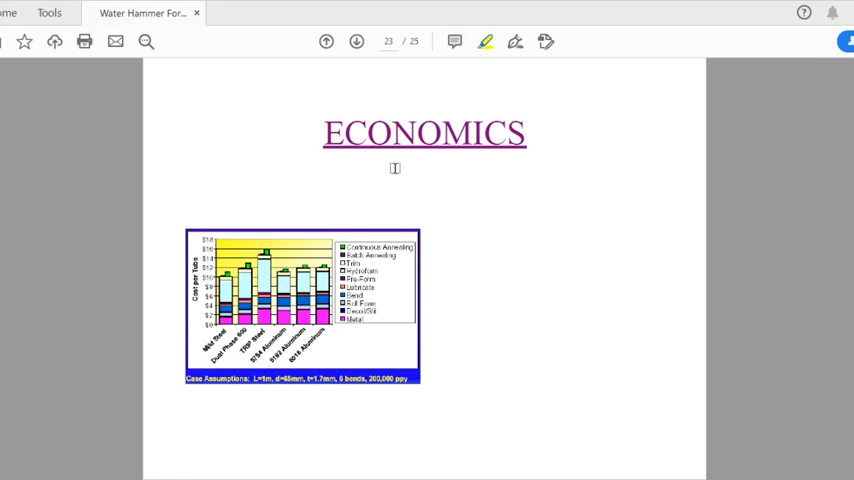 ome Tools Water Hammer For... ×
23 / 25
ECONOMICS
$18
$16
$14
$12
$10
$8
$6
$4
$2
$0
Cost per Tube
Mild Steel
Dual Phase 600
TRIP Steel
5754 Aluminum
5182 Aluminum
Continuous Annealing
Batch Annealing
Trim
Hydroform
Pre-Form
Lubricate
Bend
Roll Form
Decoil/Slit
Metal
Case Assumptions: L=1m, d=65mm, t=1.7mm, 6 bends, 200,000 ppy